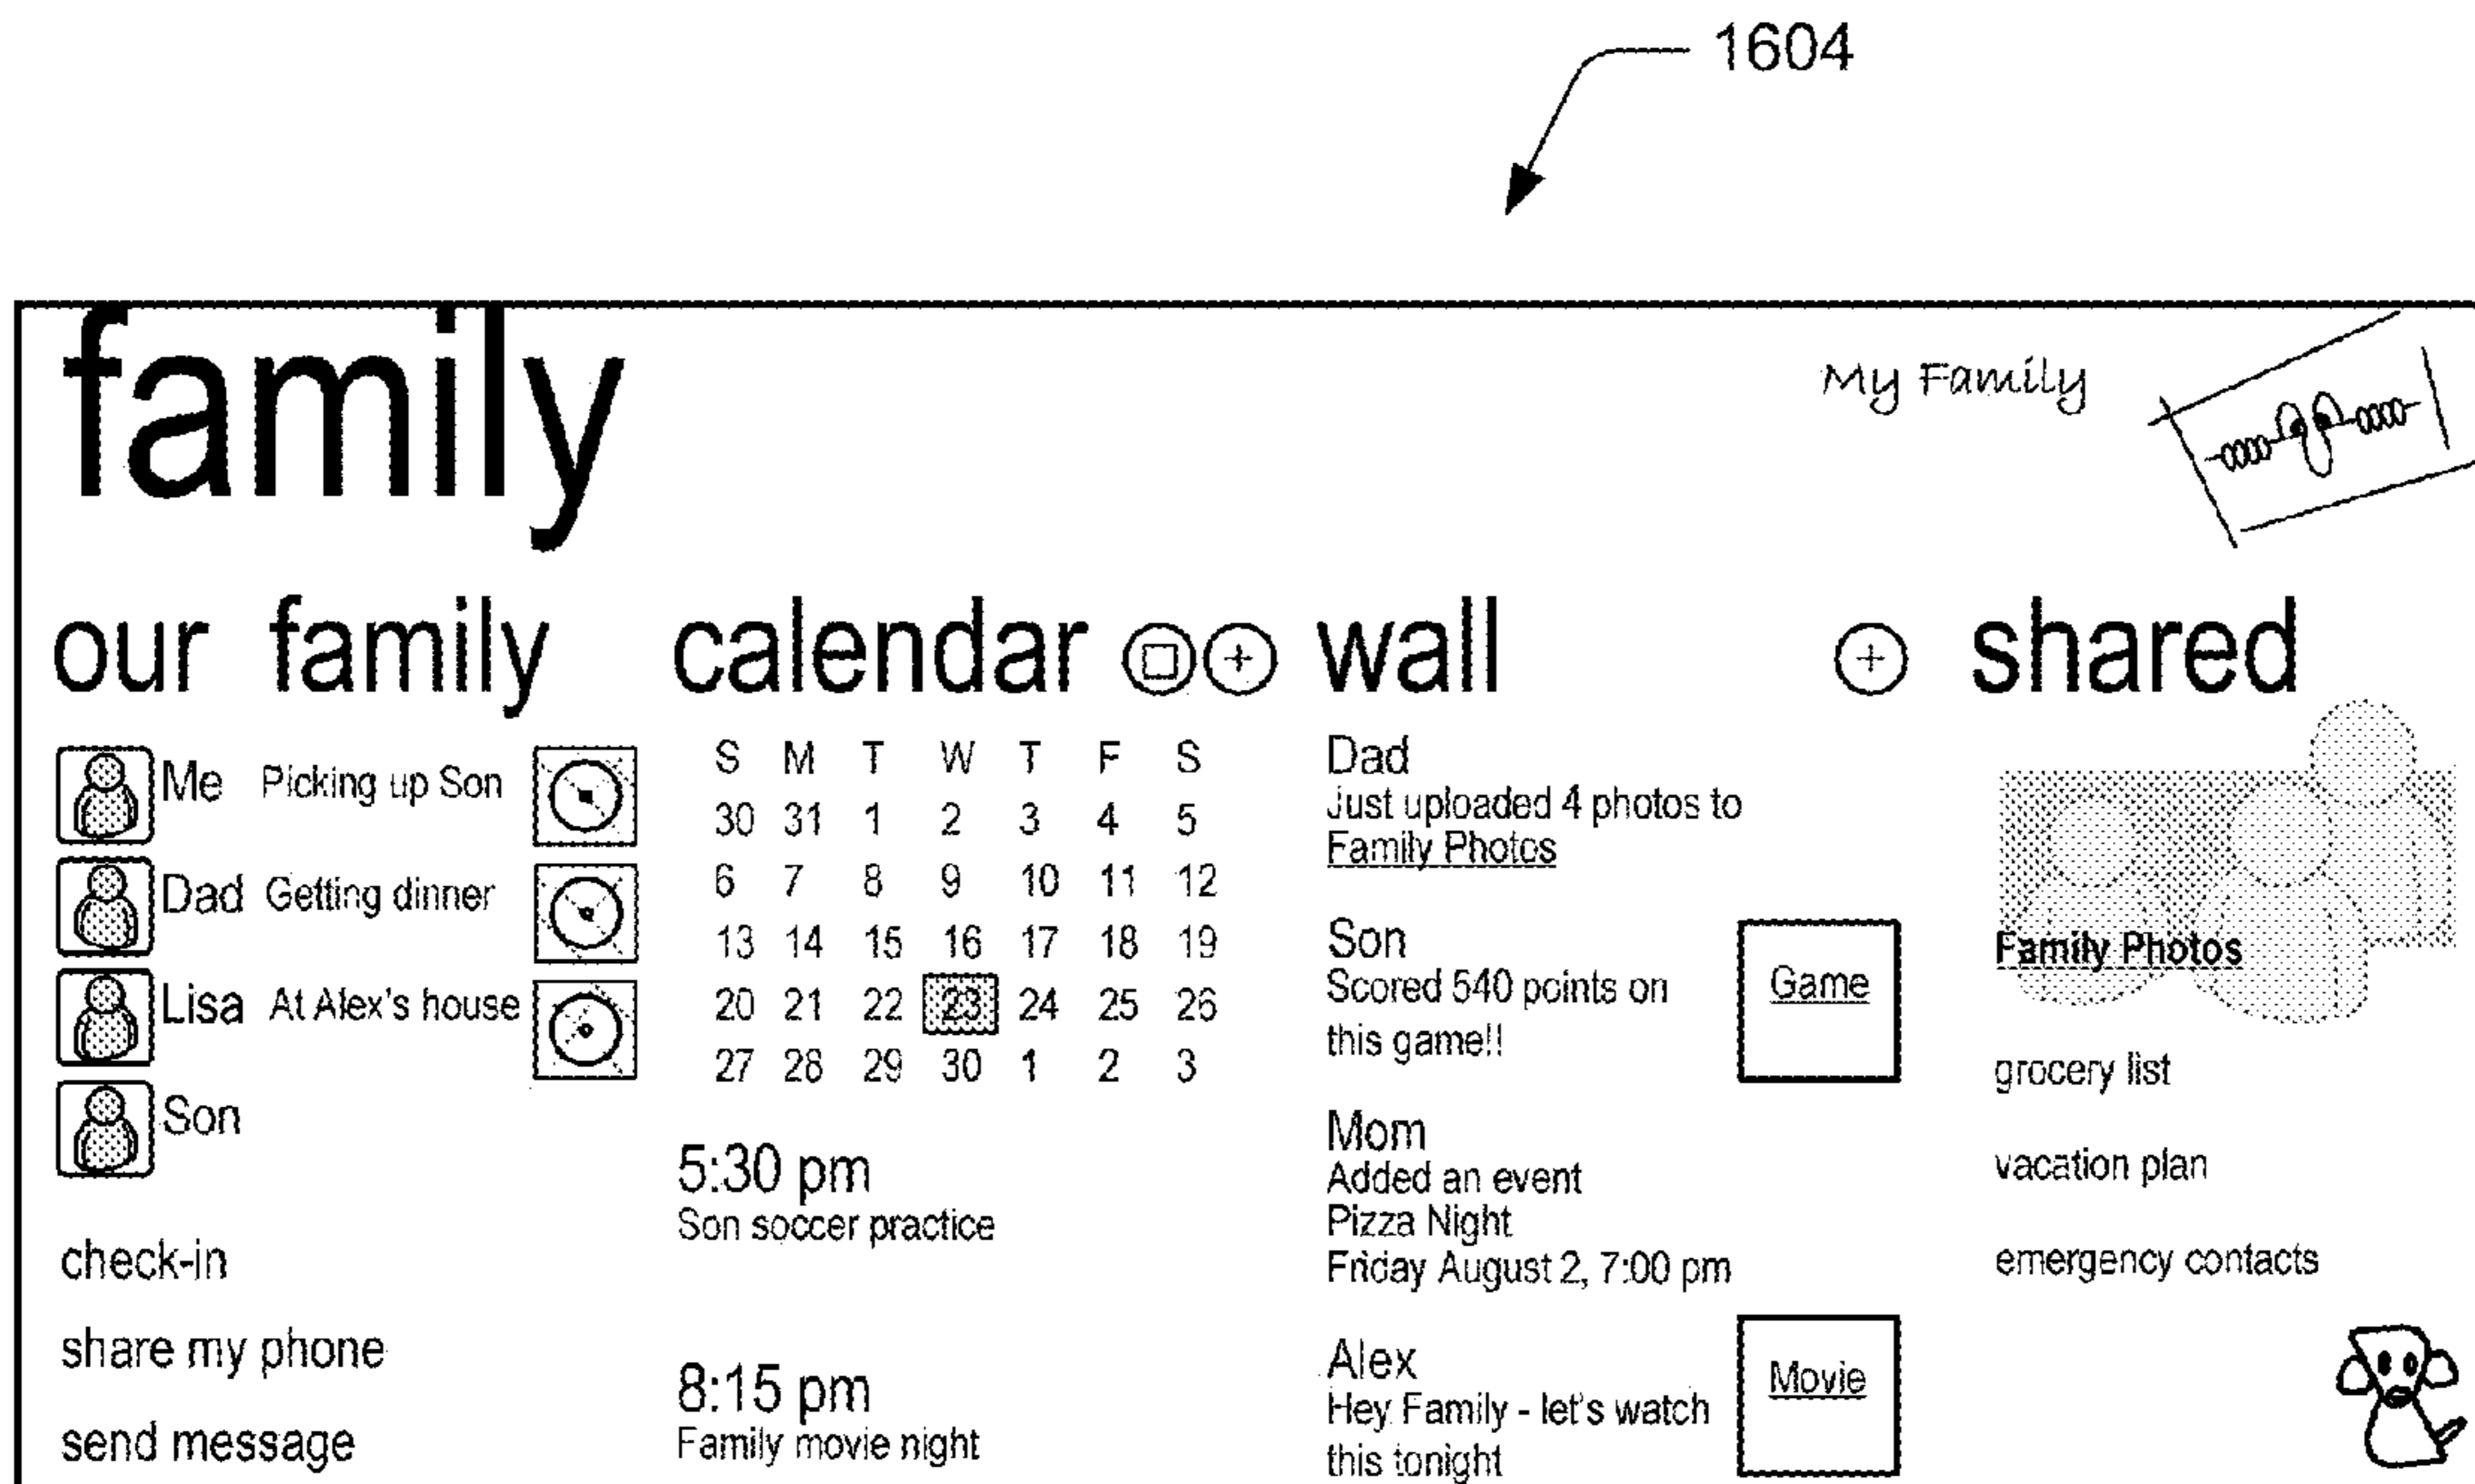 1604
family
My Family
our family
Me Picking up Son
Dad Getting dinner
Lisa At Alex's house
Son
check-in
share my phone
send message
calendar
S M T W T F S
30 31 1 2 3 4 5
6 7 8 9 10 11 12
13 14 15 16 17 18 19
20 21 22 23 24 25 26
27 28 29 30 1 2 3
5:30 pm
Son soccer practice
8:15 pm
Family movie night
wall
Dad
Just uploaded 4 photos to
Family Photos
Son
Scored 540 points on
this game!!
Game
Mom
Added an event
Pizza Night
Friday August 2, 7:00 pm
Alex
Hey Family - let's watch
this tonight
Movie
shared
Family Photos
grocery list
vacation plan
emergency contacts